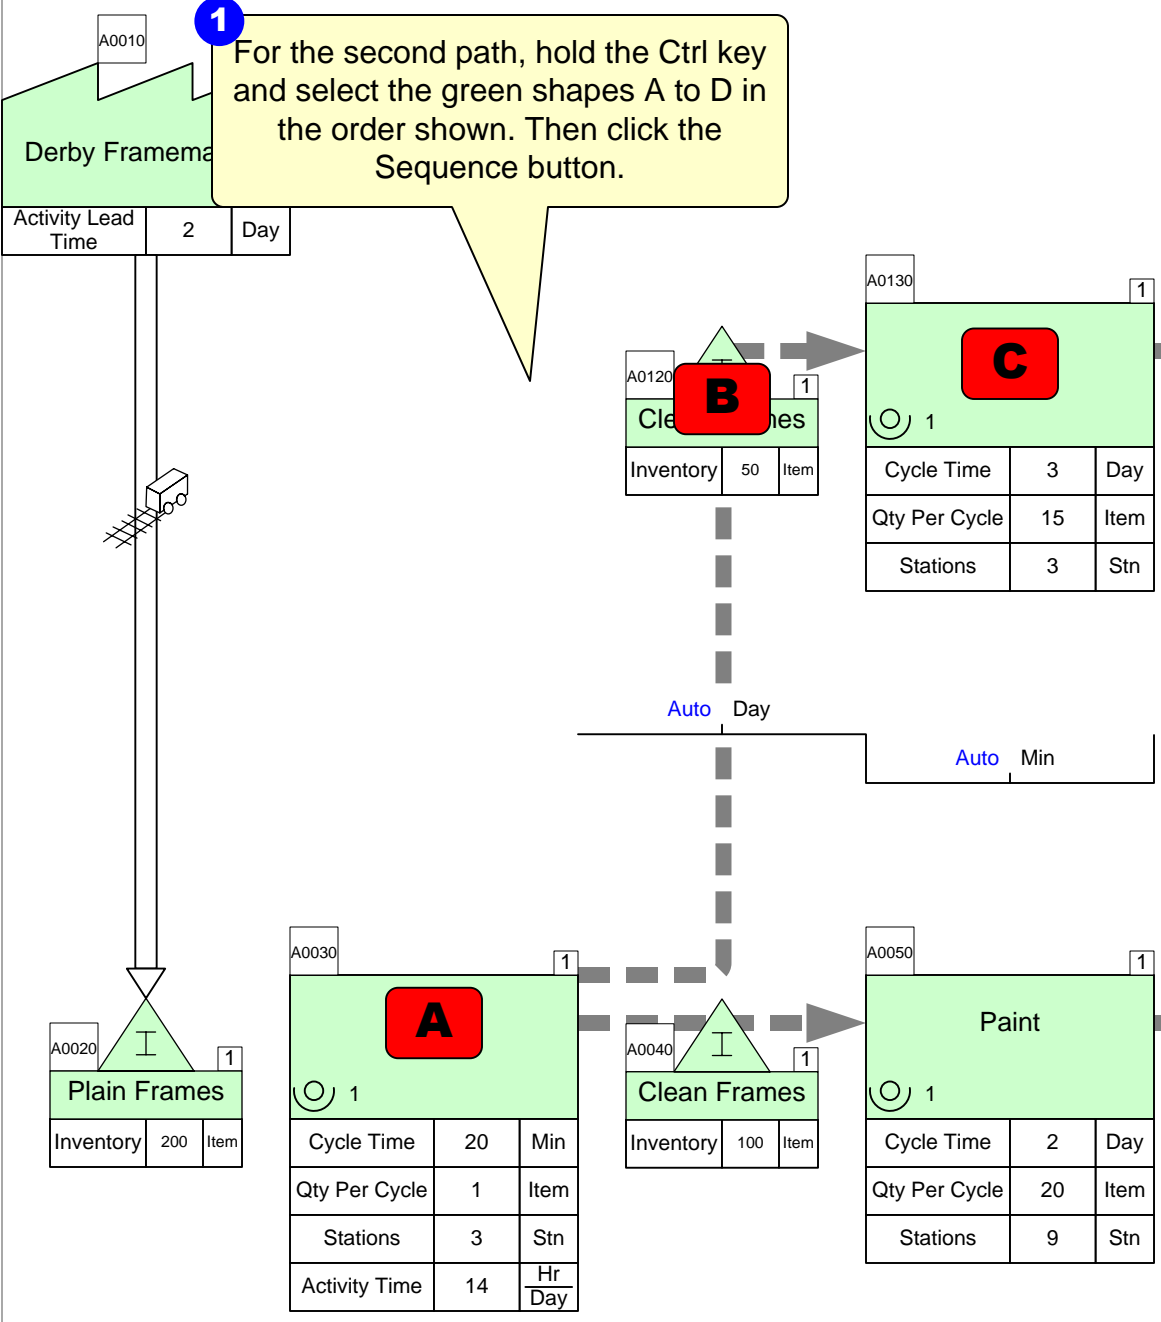 1
For the second path, hold the Ctrl key
and select the green shapes A to D in
the order shown. Then click the
Sequence button.
A0010
Derby Framema
Activity Lead
Time
2
Day
A0130
1
C
1
Cycle Time 3 Day
Qty Per Cycle 15 Item
Stations 3 Stn
A0120
1
B
Cle nes
Inventory 50 Item
Auto Day
Auto Min
A0030
1
A
1
Cycle Time 20 Min
Qty Per Cycle 1 Item
Stations 3 Stn
Activity Time 14 Hr
Day
A0020
I
1
Plain Frames
Inventory 200 Item
A0040
I
1
Clean Frames
Inventory 100 Item
A0050
1
Paint
1
Cycle Time 2 Day
Qty Per Cycle 20 Item
Stations 9 Stn